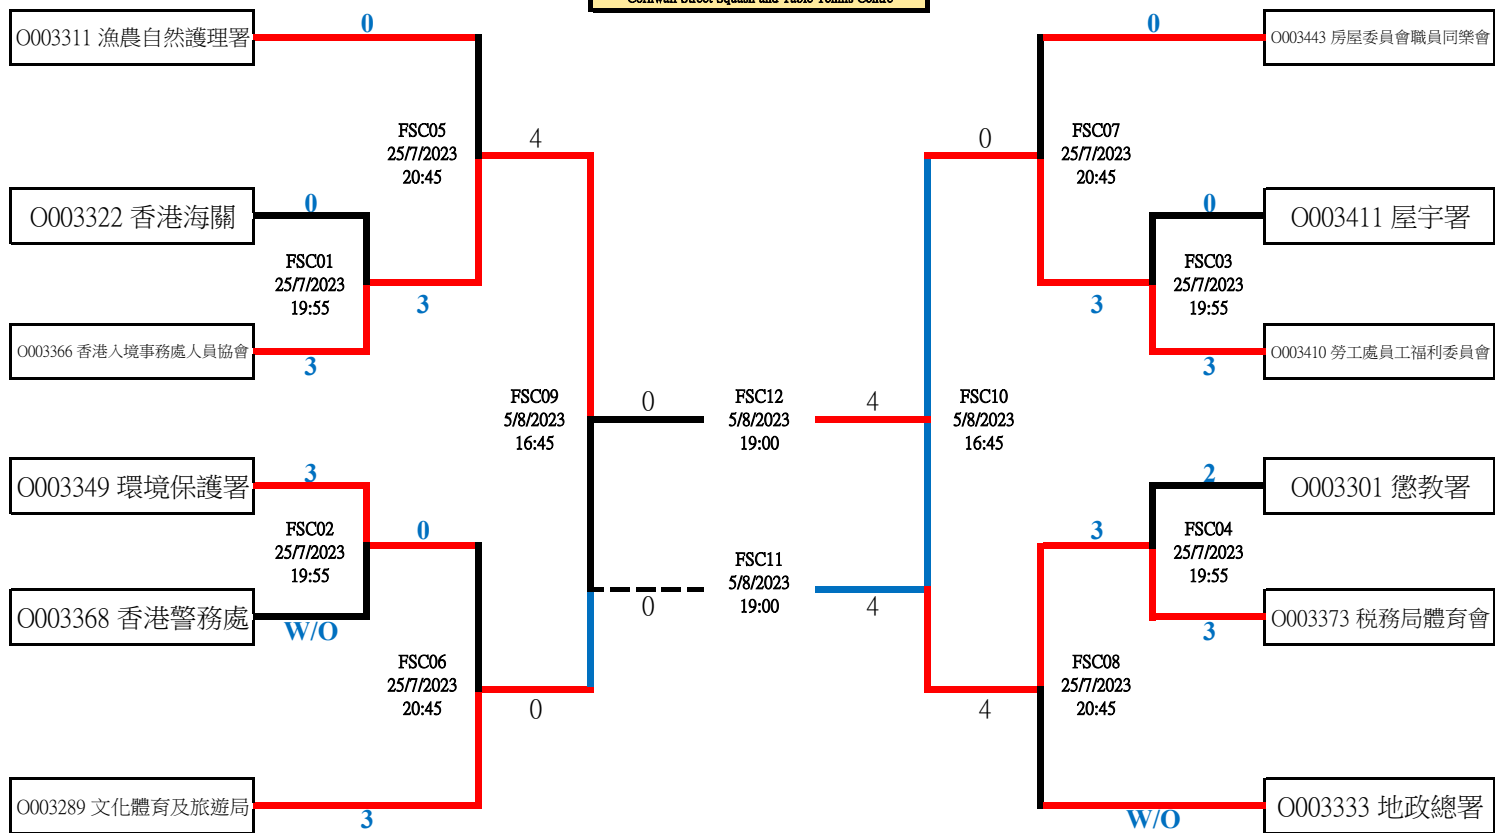 Cornwall Street Squash and Table Tennis Centre
O003311 漁農自然護理署
0
FSC05
25/7/2023
20:45
4
O003322 香港海關
0
FSC01
25/7/2023
19:55
3
O003366 香港入境事務處人員協會
3
FSC09
5/8/2023
16:45
0
O003349 環境保護署
3
FSC02
25/7/2023
19:55
0
O003368 香港警務處
W/O
FSC06
25/7/2023
20:45
0
O003289 文化體育及旅遊局
3
FSC12
5/8/2023
19:00
4
FSC11
5/8/2023
19:00
0
4
0
O003443 房屋委員會職員同樂會
0
FSC07
25/7/2023
20:45
O003411 屋宇署
0
FSC03
25/7/2023
19:55
3
O003410 勞工處員工福利委員會
3
FSC10
5/8/2023
16:45
O003301 懲教署
2
3
FSC04
25/7/2023
19:55
O003373 税務局體育會
3
FSC08
25/7/2023
20:45
4
O003333 地政總署
W/O